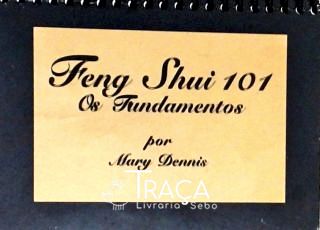 Feng Shui 101
Os Fundamentos
por
Mary Dennis
TRAÇA
Livraria Sebo